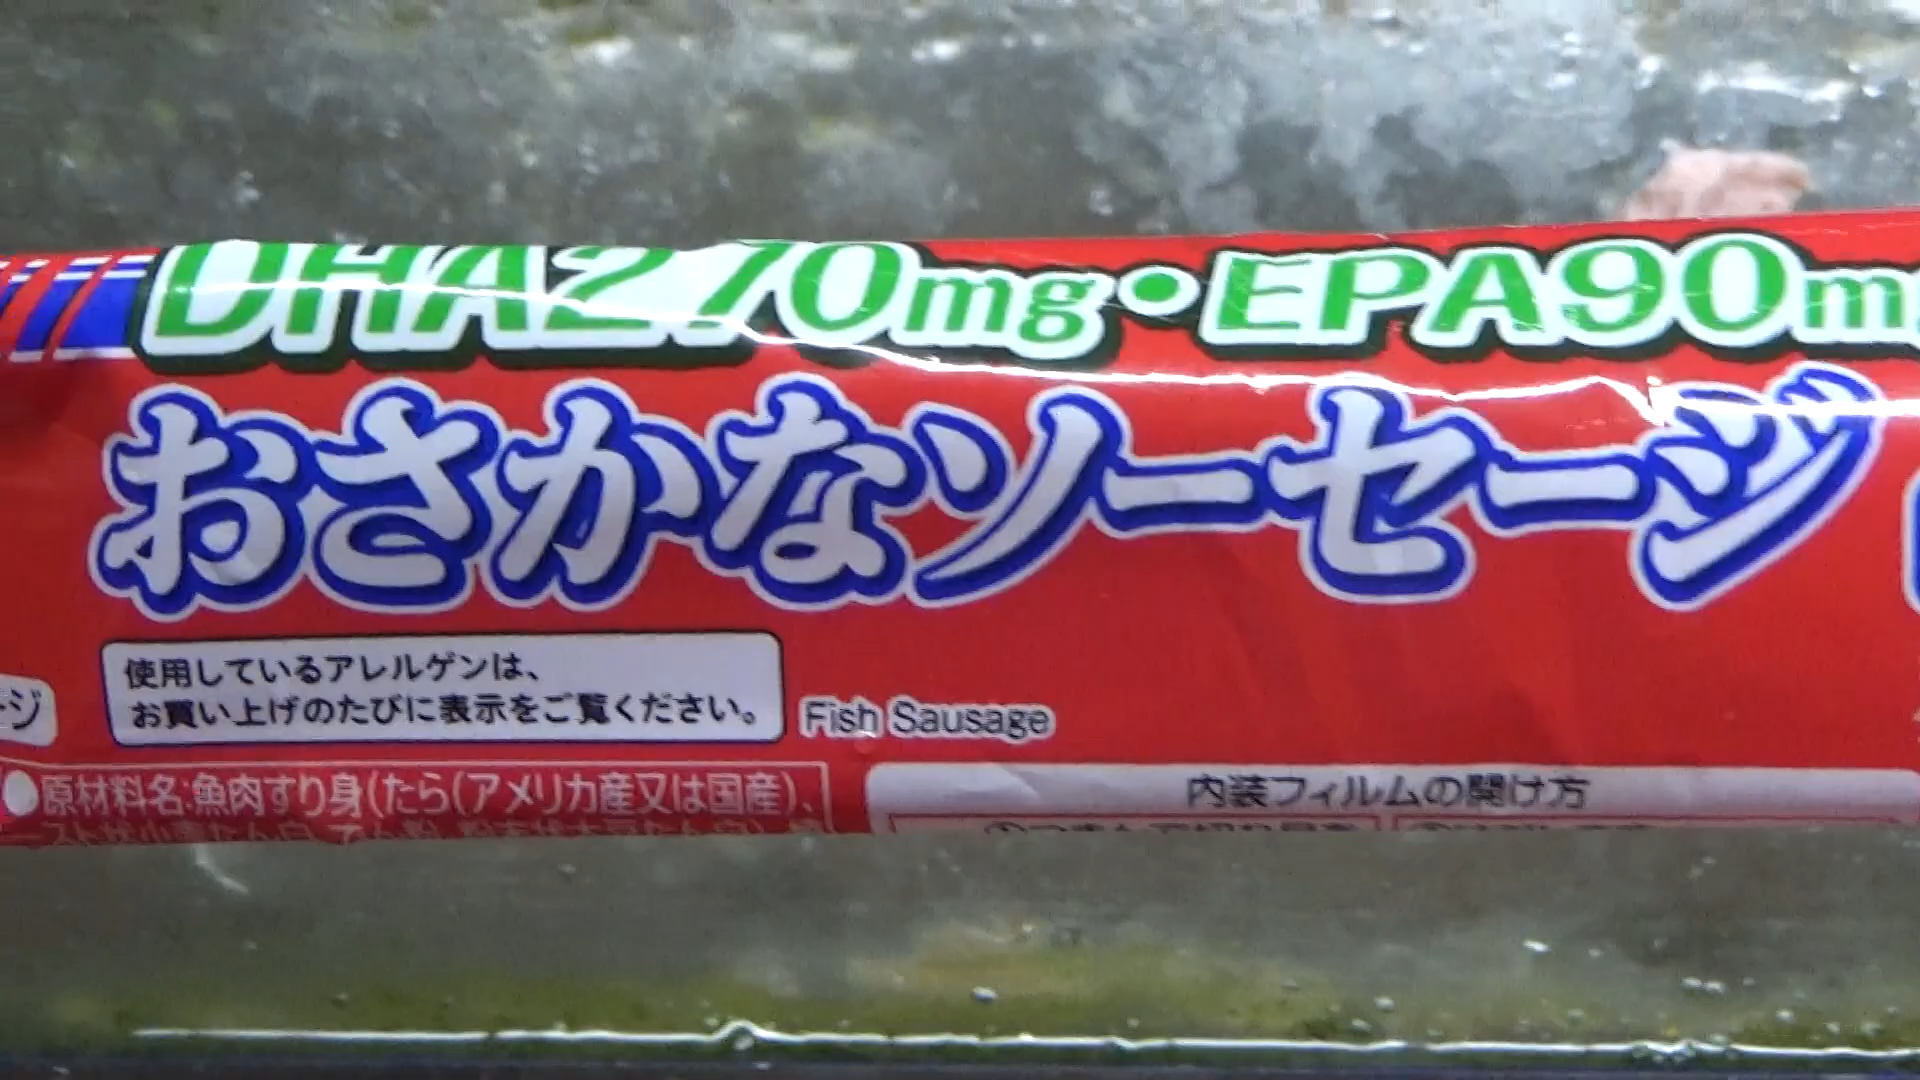 DHA270mg・EPA90m
おさかなソーセージ
使用しているアレルゲンは、
お買い上げのたびに表示をご覧ください。
Fish Sausage
ージ
●原材料名:魚肉すり身(たら(アメリカ産又は国産)、
内装フィルムの開け方